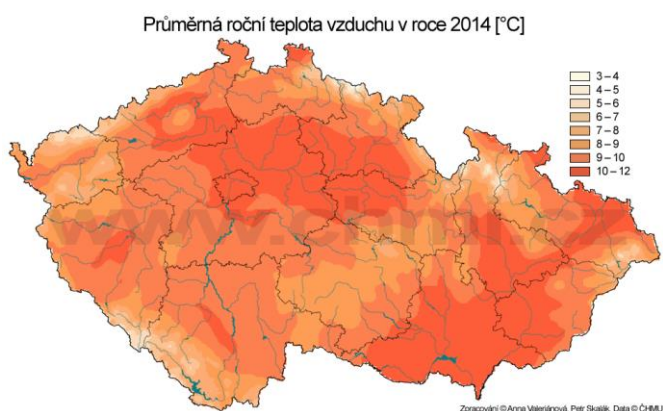 Průměrná roční teplota vzduchu v roce 2014 [°C]
3 – 4
4 – 5
5 – 6
6 – 7
7 – 8
8 – 9
9 – 10
10 – 12
www.chmi.cz
Zpracování © Anna Valeriánová, Petr Skalák, Data © ČHMÚ